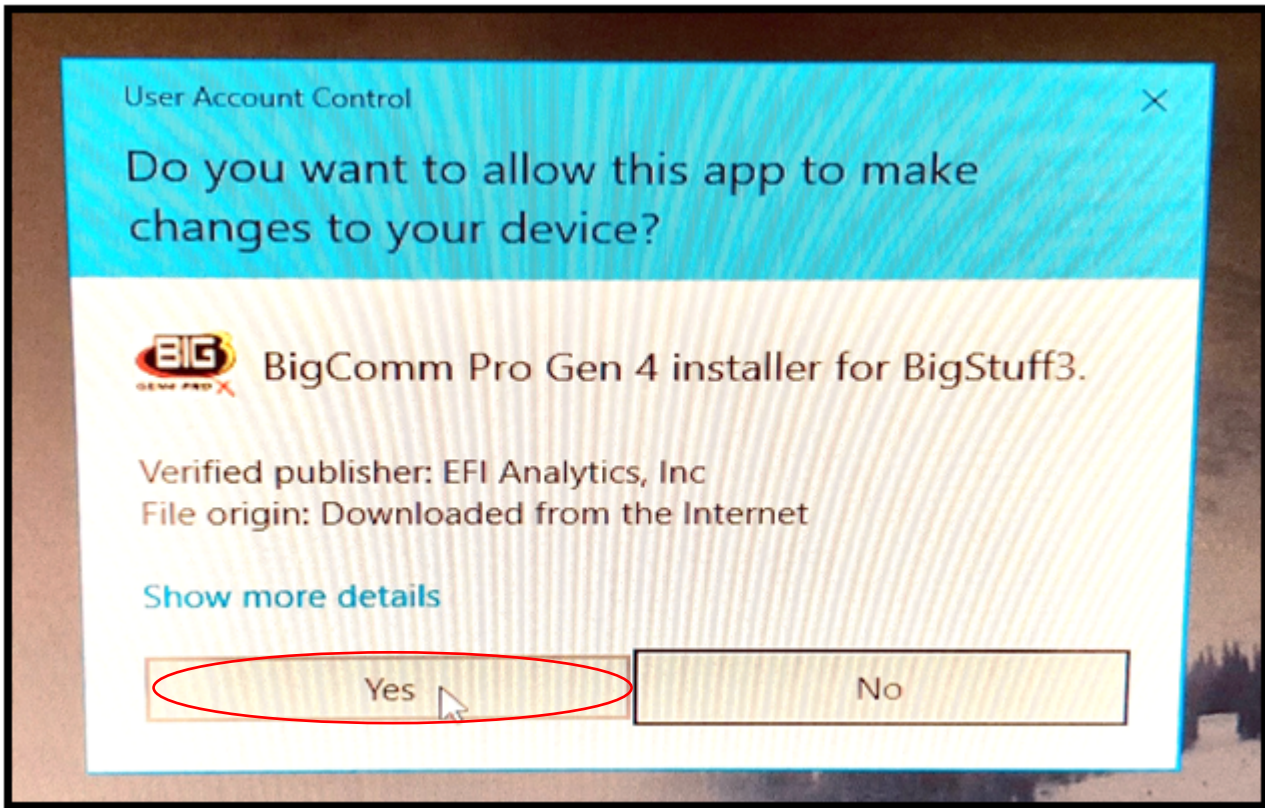 User Account Control
Do you want to allow this app to make
changes to your device?
BIG
GEN4 PRO X
BigComm Pro Gen 4 installer for BigStuff3.
Verified publisher: EFI Analytics, Inc
File origin: Downloaded from the Internet
Show more details
Yes
No